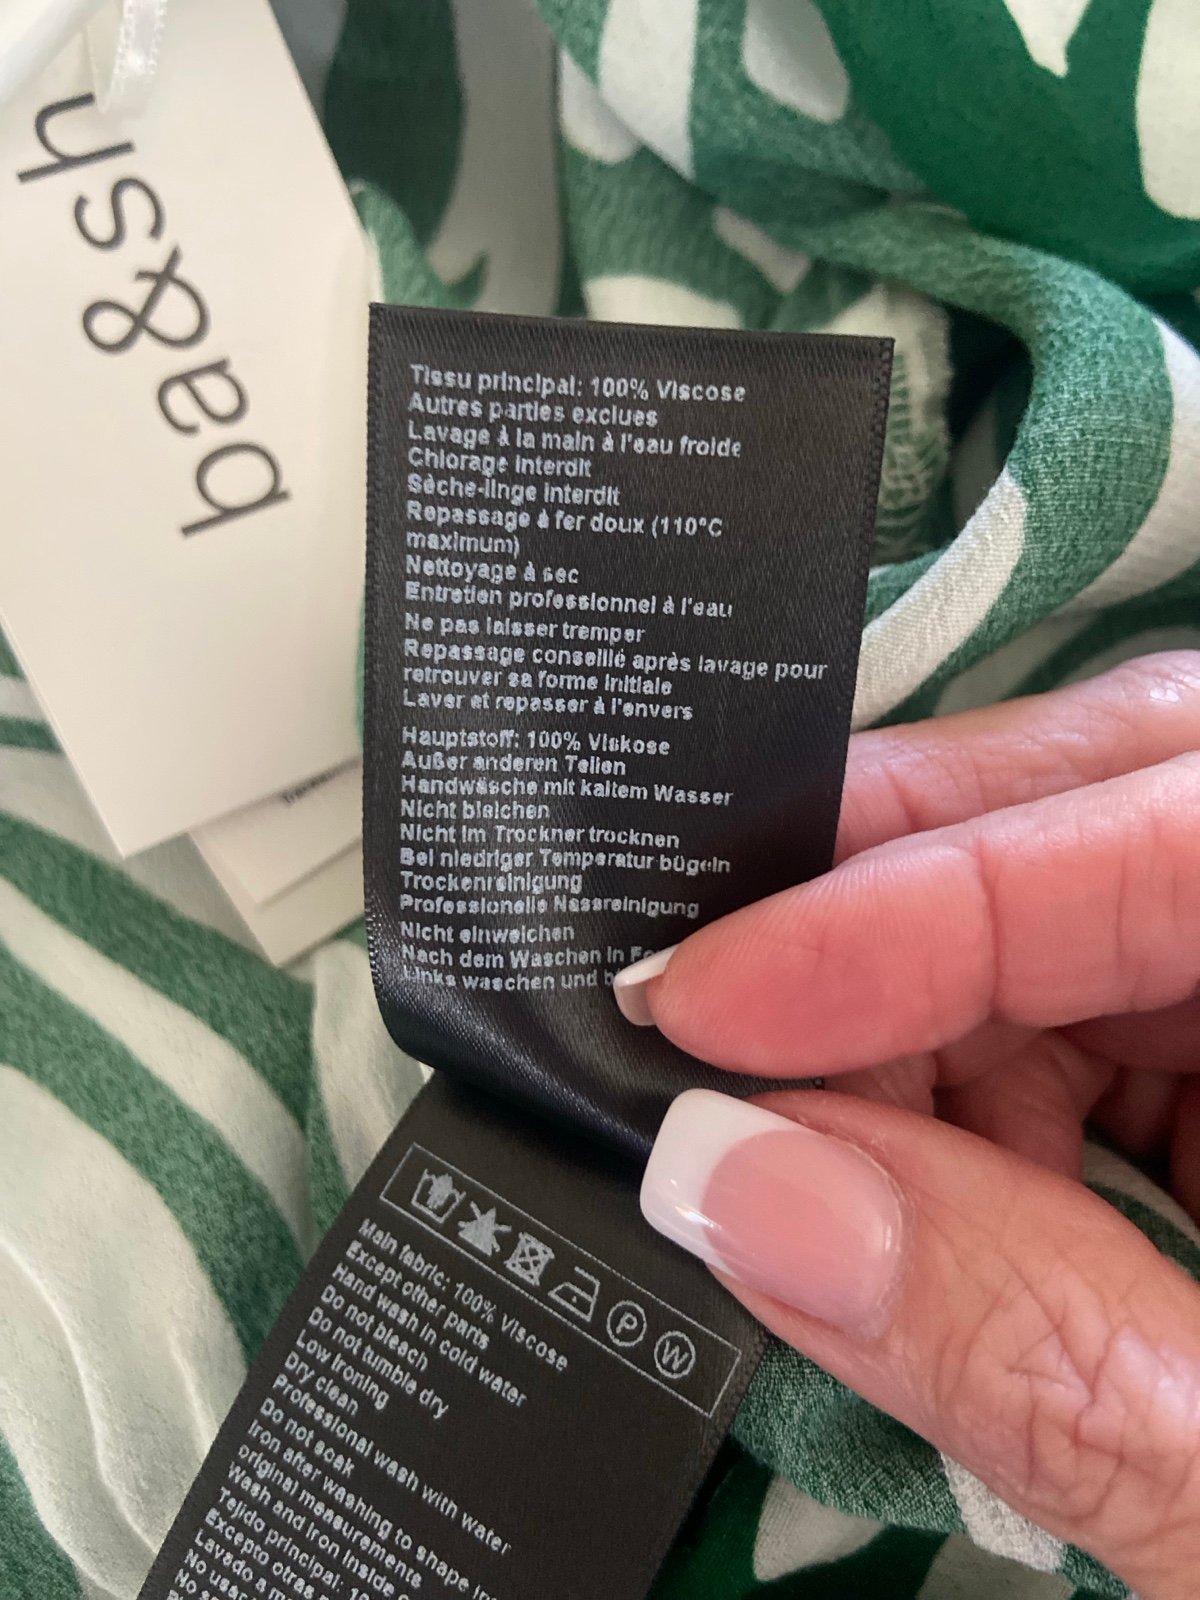 ba&sh
Tissu principal: 100% Viscose
Autres parties exclues
Lavage à la main à l'eau froide
Chlorage interdit
Sèche-linge interdit
Repassage à fer doux (110°C
maximum)
Nettoyage à sec
Entretien professionnel à l'eau
Ne pas laisser tremper
Repassage conseillé après lavage pour
retrouver sa forme initiale
Laver et repasser à l'envers
Hauptstoff: 100% Viskose
Außer anderen Teilen
Handwäsche mit kaltem Wasser
Nicht bleichen
Nicht im Trockner trocknen
Bei niedriger Temperatur bügeln
Trockenreinigung
Professionelle Nassreinigung
Nicht einweichen
Nach dem Waschen in
Links waschen und
P W
Main fabric: 100% Viscose
Except other parts
Hand wash in cold water
Do not bleach
Do not tumble dry
Low ironing
Dry clean
Professional wash with water
Do not soak
Iron after washing to shape
original measurements
Wash and iron inside
Tejido principal:
Excepto otras
Lavado a
No
No